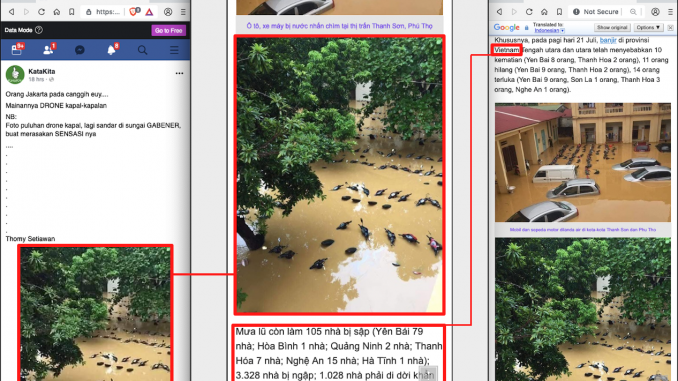 https:
Data Mode
Go to Free
9+
1
8
KataKita
18 hrs
Orang Jakarta pada canggih euy....
Mainannya DRONE kapal-kapalan
NB:
Foto puluhan drone kapal, lagi sandar di sungai GABENER,
buat merasakan SENSASI nya
....
.
.
.
.
.
.
.
.
.
Thomy Setiawan
Ô tô, xe máy bị nước nhấn chìm tại thị trấn Thanh Sơn, Phú Thọ
Mưa lũ còn làm 105 nhà bị sập (Yên Bái 79
nhà; Hòa Bình 1 nhà; Quảng Ninh 2 nhà; Thanh
Hóa 7 nhà; Nghệ An 15 nhà; Hà Tĩnh 1 nhà);
3.328 nhà bị ngập; 1.028 nhà phải di dời khẩn
Not Secure
Google
Translated to:
Indonesian
Show original
Options ▼
Khususnya, pada pagi hari 21 Juli, banjir di provinsi
Vietnam Tengah utara dan utara telah menyebabkan 10
kematian (Yen Bai 8 orang, Thanh Hoa 2 orang), 11 orang
hilang (Yen Bai 9 orang, Thanh Hoa 2 orang), 14 orang
terluka (Yen Bai 9 orang, Son La 1 orang, Thanh Hoa 3
orang, Nghe An 1 orang).
Mobil dan sepeda motor dilanda air di kota kota Thanh Son dan Phu Tho